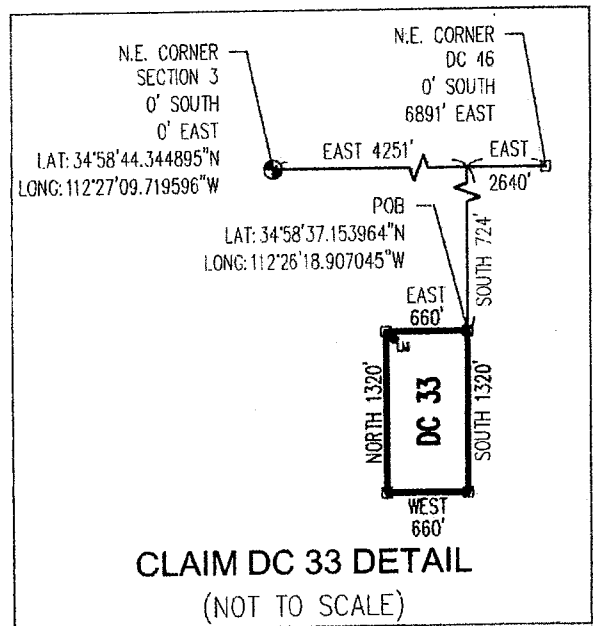 N.E. CORNER
SECTION 3
0' SOUTH
0' EAST
LAT: 34°58'44.344895"N
LONG: 112°27'09.719596"W
N.E. CORNER
DC 46
0' SOUTH
6891' EAST
EAST 4251'
EAST
2640'
POB
LAT: 34°58'37.153964"N
LONG: 112°26'18.907045"W
SOUTH 724'
EAST
660'
LM
NORTH 1320'
DC 33
SOUTH 1320'
WEST
660'
CLAIM DC 33 DETAIL
(NOT TO SCALE)